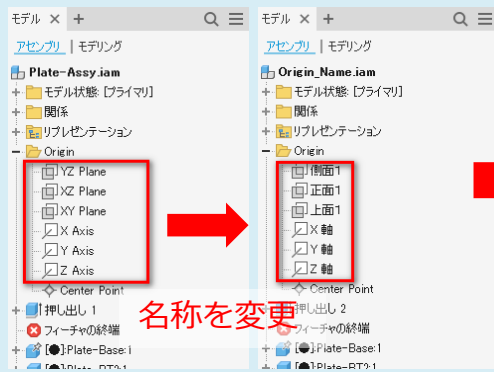 モデル × +
アセンブリ | モデリング
Plate-Assy.iam
モデル状態: [プライマリ]
関係
リプレゼンテーション
Origin
YZ Plane
XZ Plane
XY Plane
X Axis
Y Axis
Z Axis
Center Point
押し出し 1
フィーチャの終端
[●]:Plate-Base:1
モデル × +
アセンブリ | モデリング
Origin_Name.iam
モデル状態: [プライマリ]
関係
リプレゼンテーション
Origin
側面1
正面1
上面1
X 軸
Y 軸
Z 軸
Center Point
押し出し 2
フィーチャの終端
[●]:Plate-Base:1
名称を変更